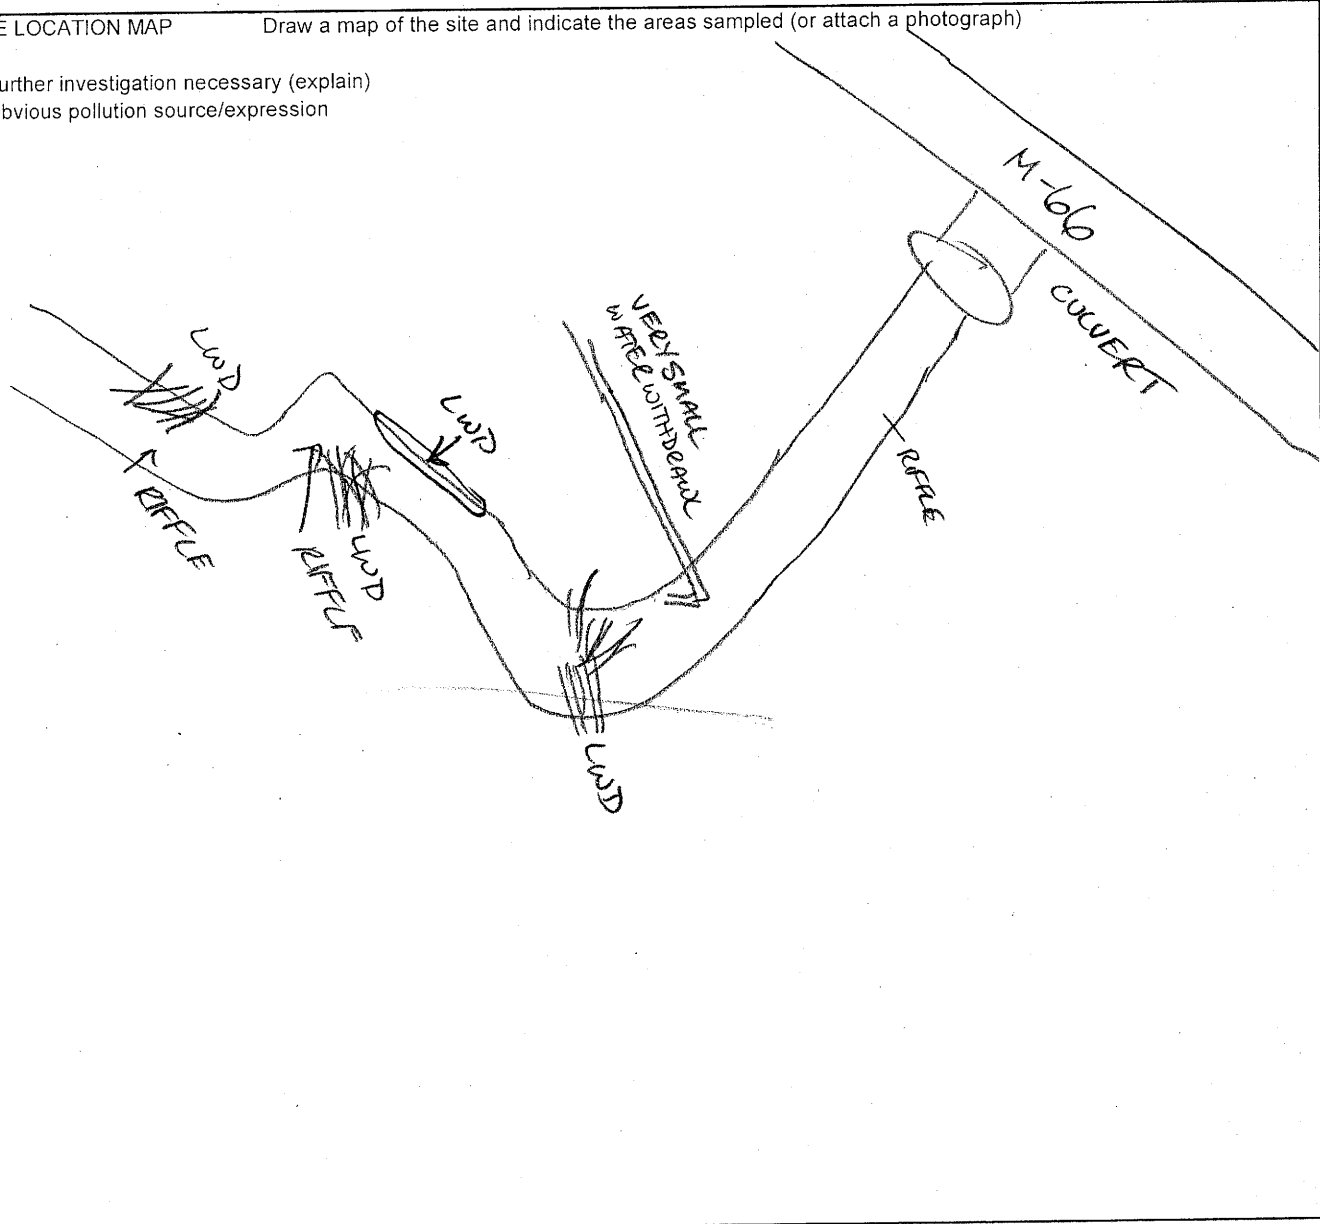 E LOCATION MAP Draw a map of the site and indicate the areas sampled (or attach a photograph)
urther investigation necessary (explain)
bvious pollution source/expression
M-66
CULVERT
VERY SMALL
WATER WITHDRAWL
LWD
LWD
RIFFLE
RIFFLE
LWD
RIFFLE
LWD